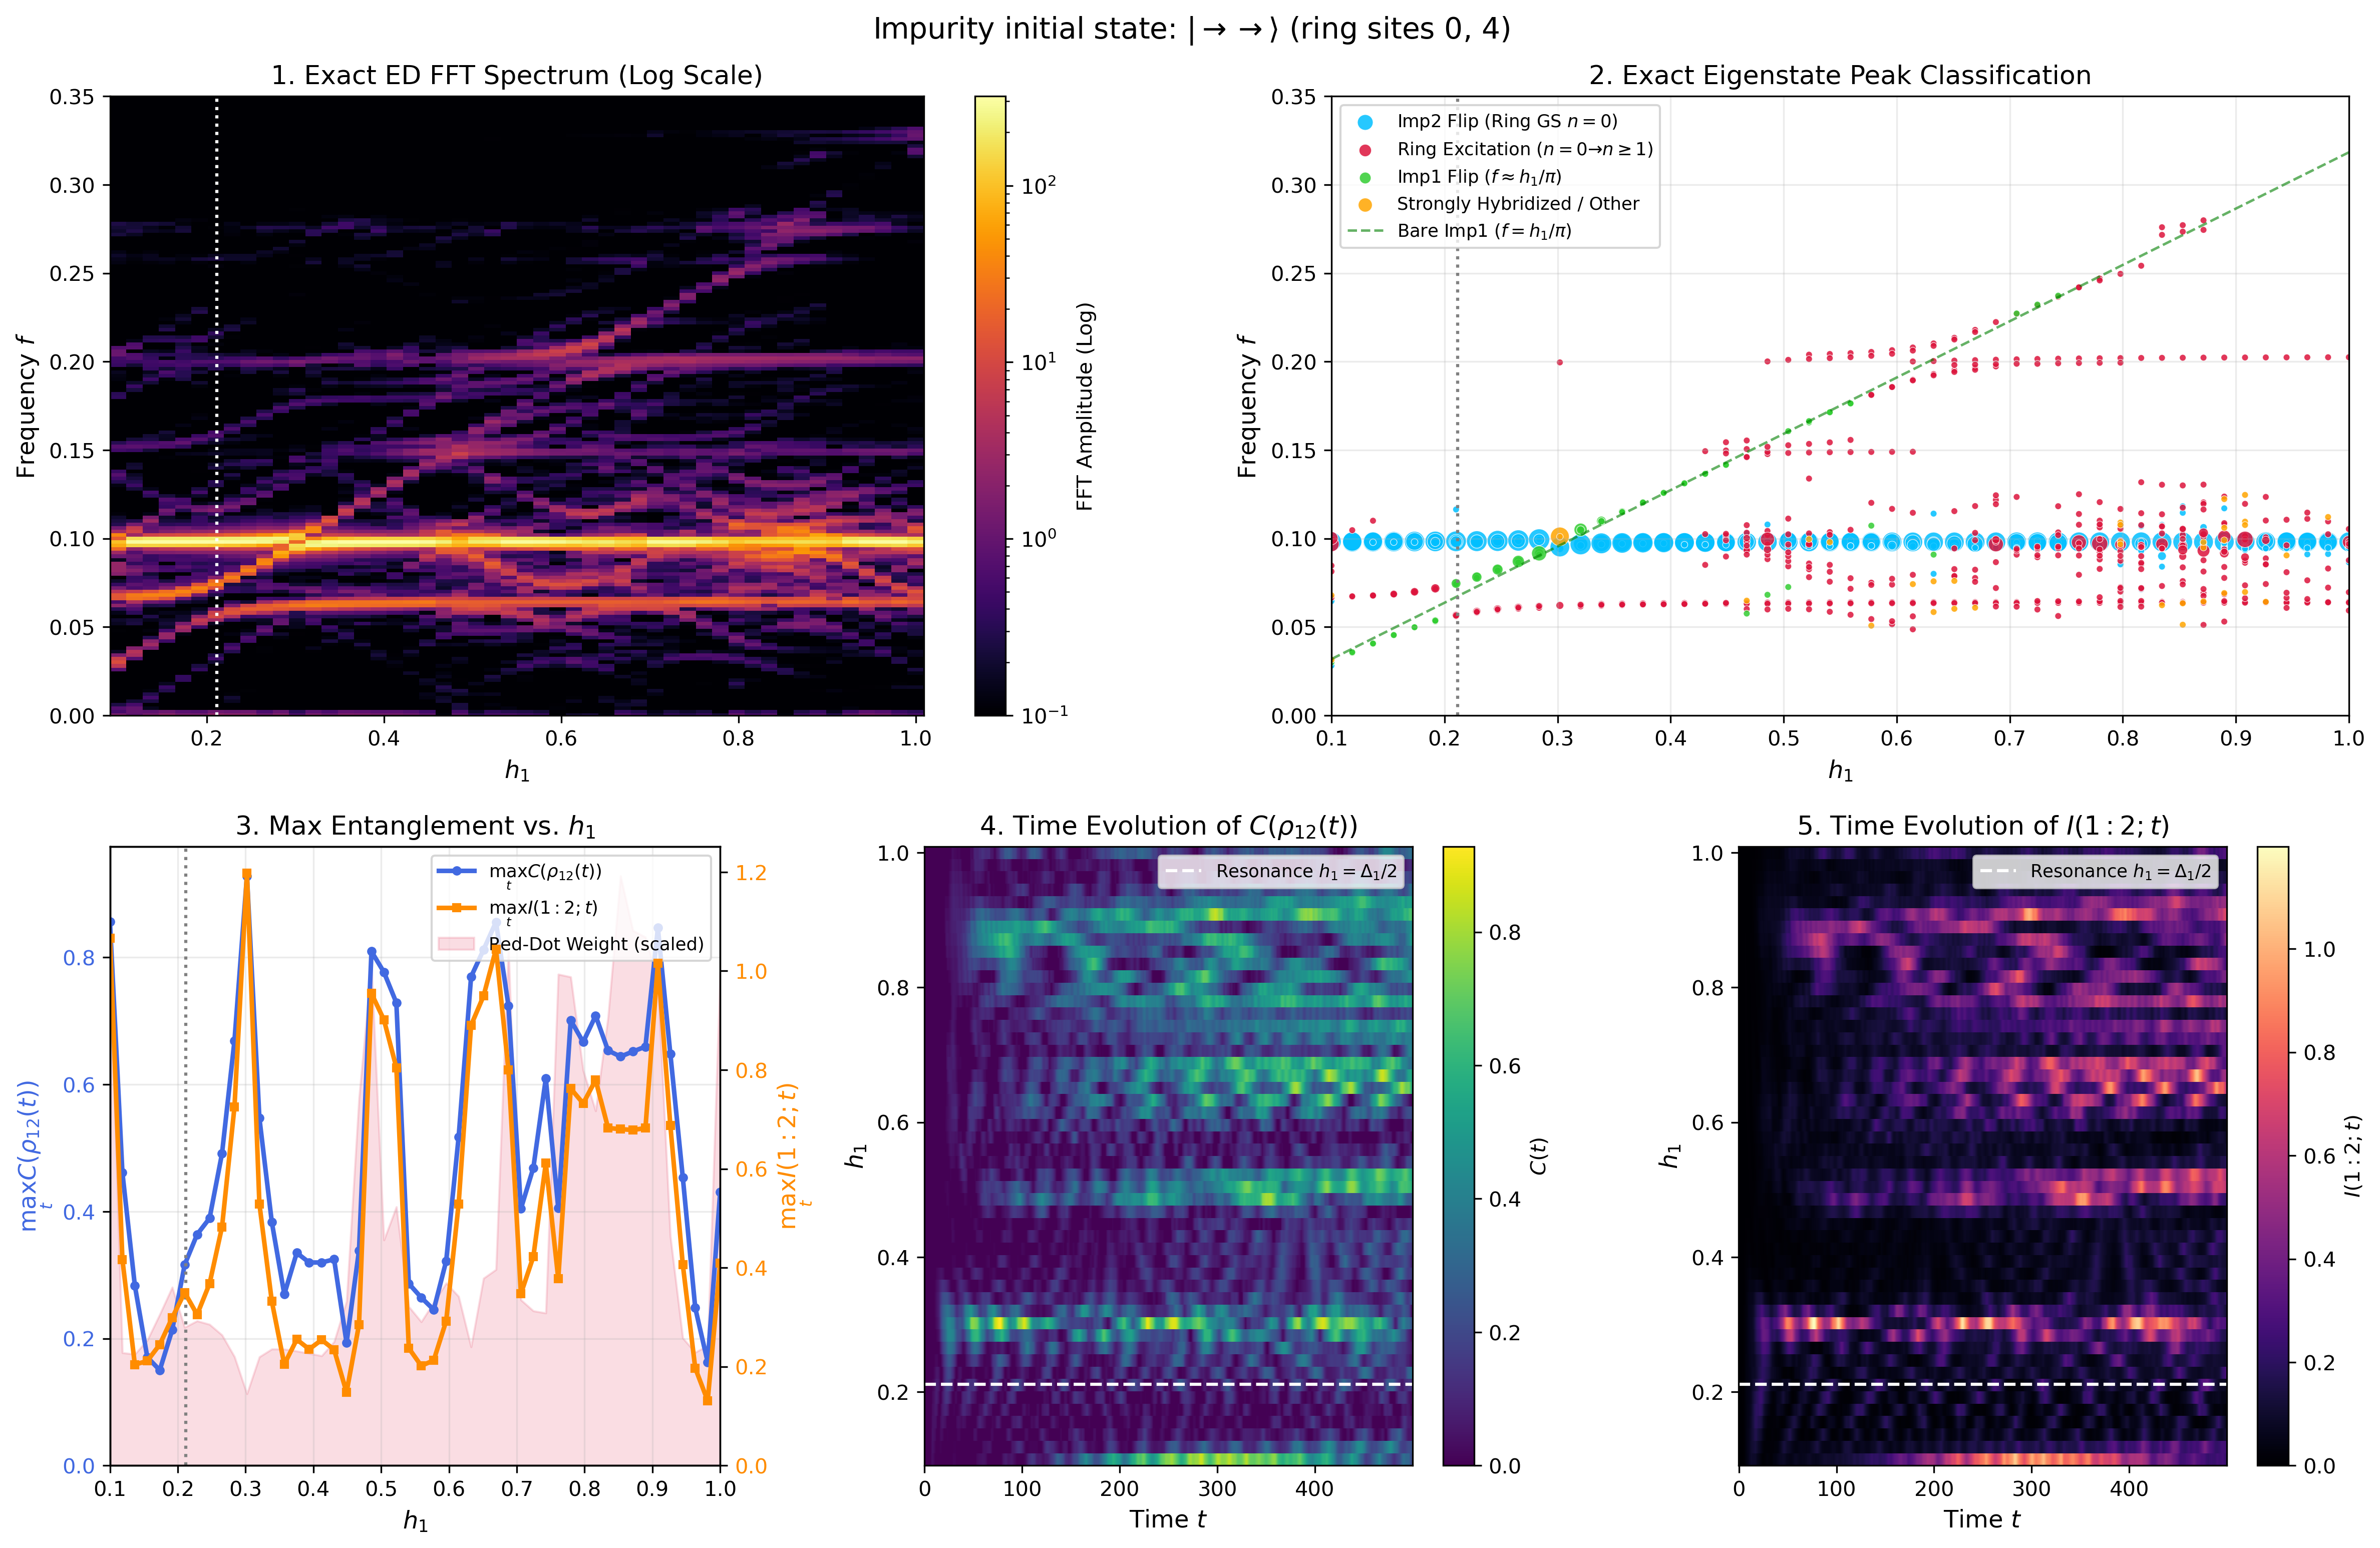 Impurity initial state: |→→⟩ (ring sites 0, 4)
1. Exact ED FFT Spectrum (Log Scale)
0.35
0.30
0.25
0.20
0.15
0.10
0.05
0.00
Frequency f
0.2 0.4 0.6 0.8 1.0
h₁
10²
10¹
10⁰
10⁻¹
FFT Amplitude (Log)
2. Exact Eigenstate Peak Classification
Imp2 Flip (Ring GS n = 0)
Ring Excitation (n = 0→n ≥ 1)
Imp1 Flip (f ≈ h₁/π)
Strongly Hybridized / Other
Bare Imp1 (f = h₁/π)
0.35
0.30
0.25
0.20
0.15
0.10
0.05
0.00
Frequency f
0.1 0.2 0.3 0.4 0.5 0.6 0.7 0.8 0.9 1.0
h₁
3. Max Entanglement vs. h₁
max C(ρ₁₂(t))
t
max I(1 : 2; t)
t
Red-Dot Weight (scaled)
0.8
0.6
0.4
0.2
0.0
max C(ρ₁₂(t))
t
1.2
1.0
0.8
0.6
0.4
0.2
0.0
max I(1 : 2; t)
t
0.1 0.2 0.3 0.4 0.5 0.6 0.7 0.8 0.9 1.0
h₁
4. Time Evolution of C(ρ₁₂(t))
Resonance h₁ = Δ₁/2
1.0
0.8
0.6
0.4
0.2
h₁
0 100 200 300 400
Time t
0.8
0.6
0.4
0.2
0.0
C(t)
5. Time Evolution of I(1 : 2; t)
Resonance h₁ = Δ₁/2
1.0
0.8
0.6
0.4
0.2
h₁
0 100 200 300 400
Time t
1.0
0.8
0.6
0.4
0.2
0.0
I(1 : 2; t)